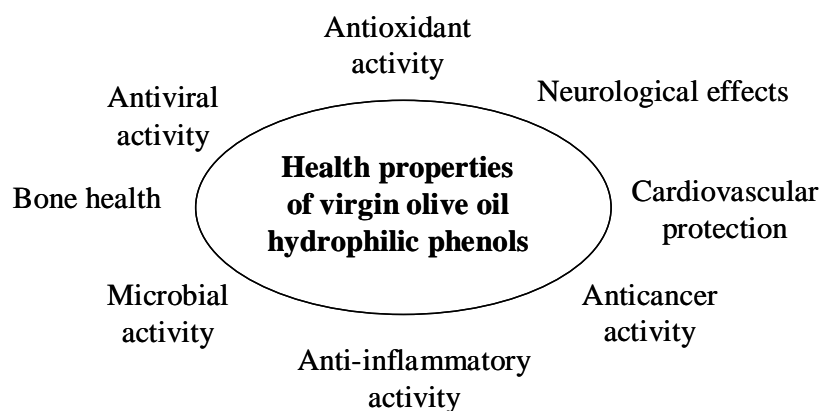 Antioxidant
activity
Neurological effects
Cardiovascular
protection
Anticancer
activity
Anti-inflammatory
activity
Microbial
activity
Bone health
Antiviral
activity
Health properties
of virgin olive oil
hydrophilic phenols